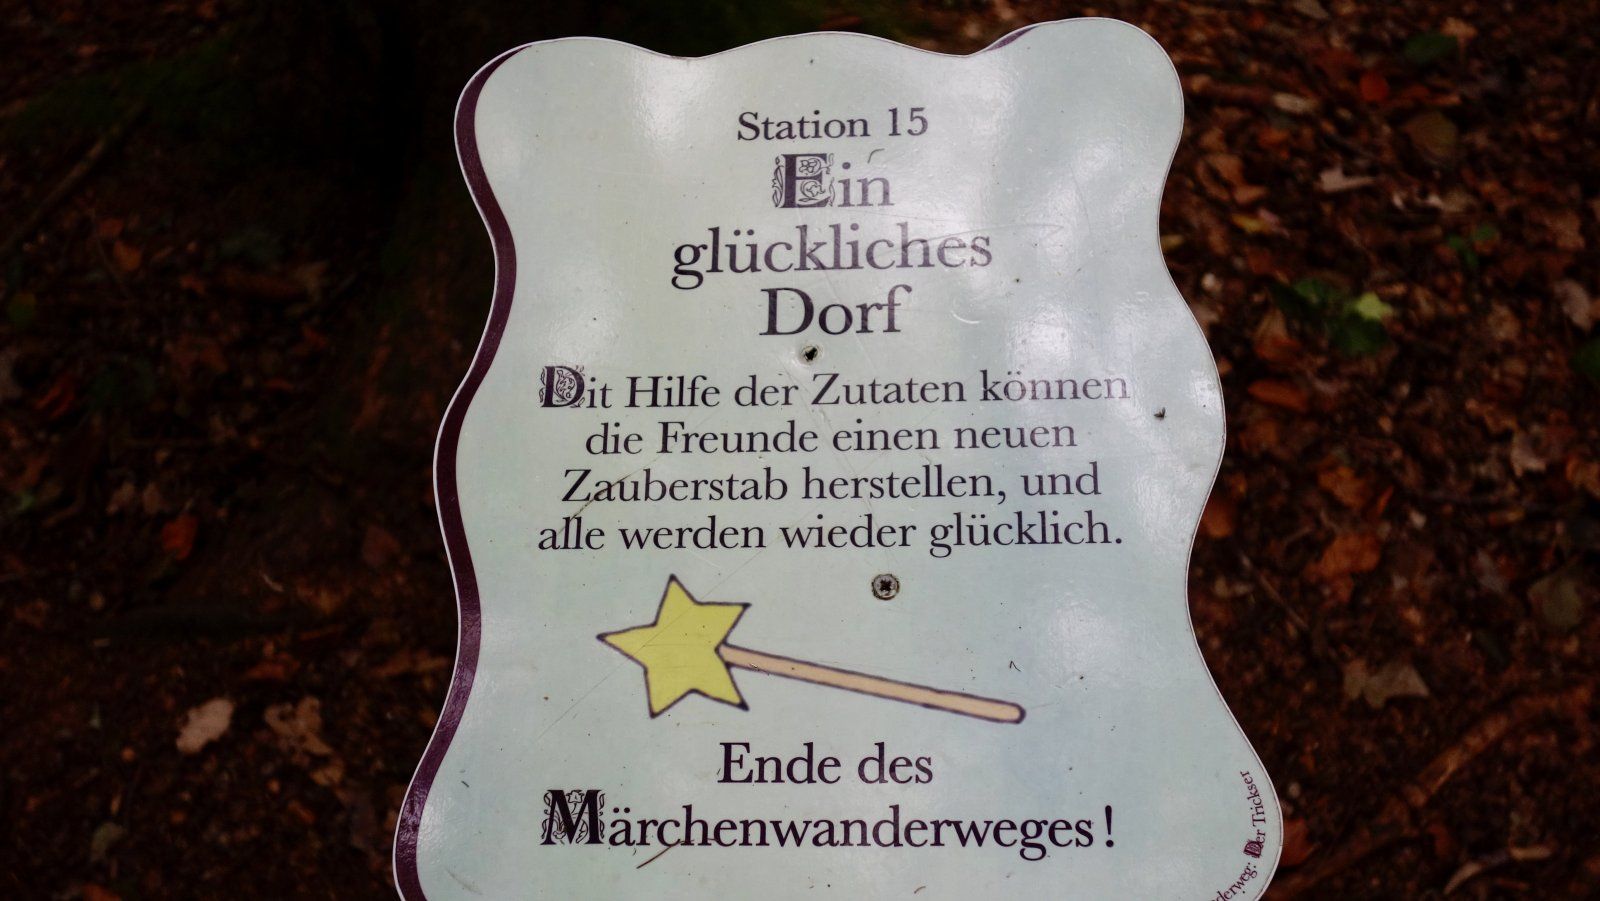 Station 15
Ein
glückliches
Dorf
Dit Hilfe der Zutaten können
die Freunde einen neuen
Zauberstab herstellen, und
alle werden wieder glücklich.
Ende des
Märchenwanderweges!
Der Trickser